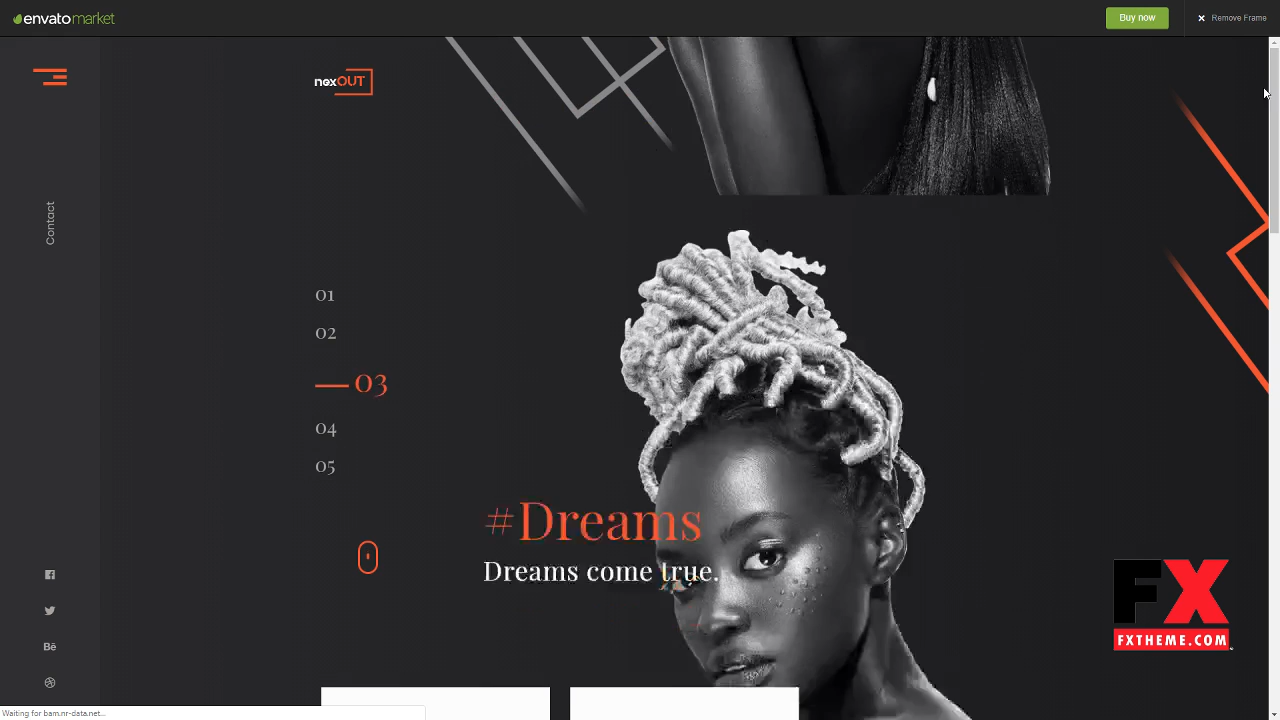 envatomarket
Buy now
Remove Frame
nexOUT
Contact
01
02
03
04
05
#Dreams
Dreams come true.
Bē
FX
FXTHEME.COM
Waiting for bam.nr-data.net...